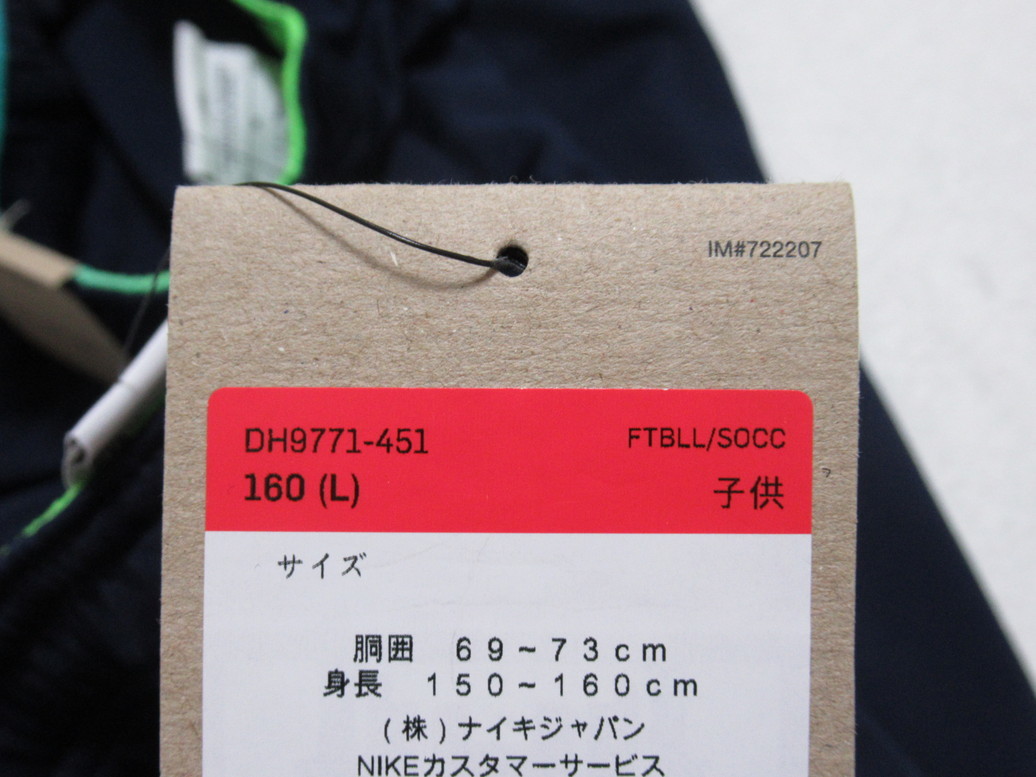 IM#722207
DH9771-451 FTBLL/SOCC
160 (L) 子供
サイズ
胴囲 69~73cm
身長 150~160cm
(株)ナイキジャパン
NIKEカスタマーサービス